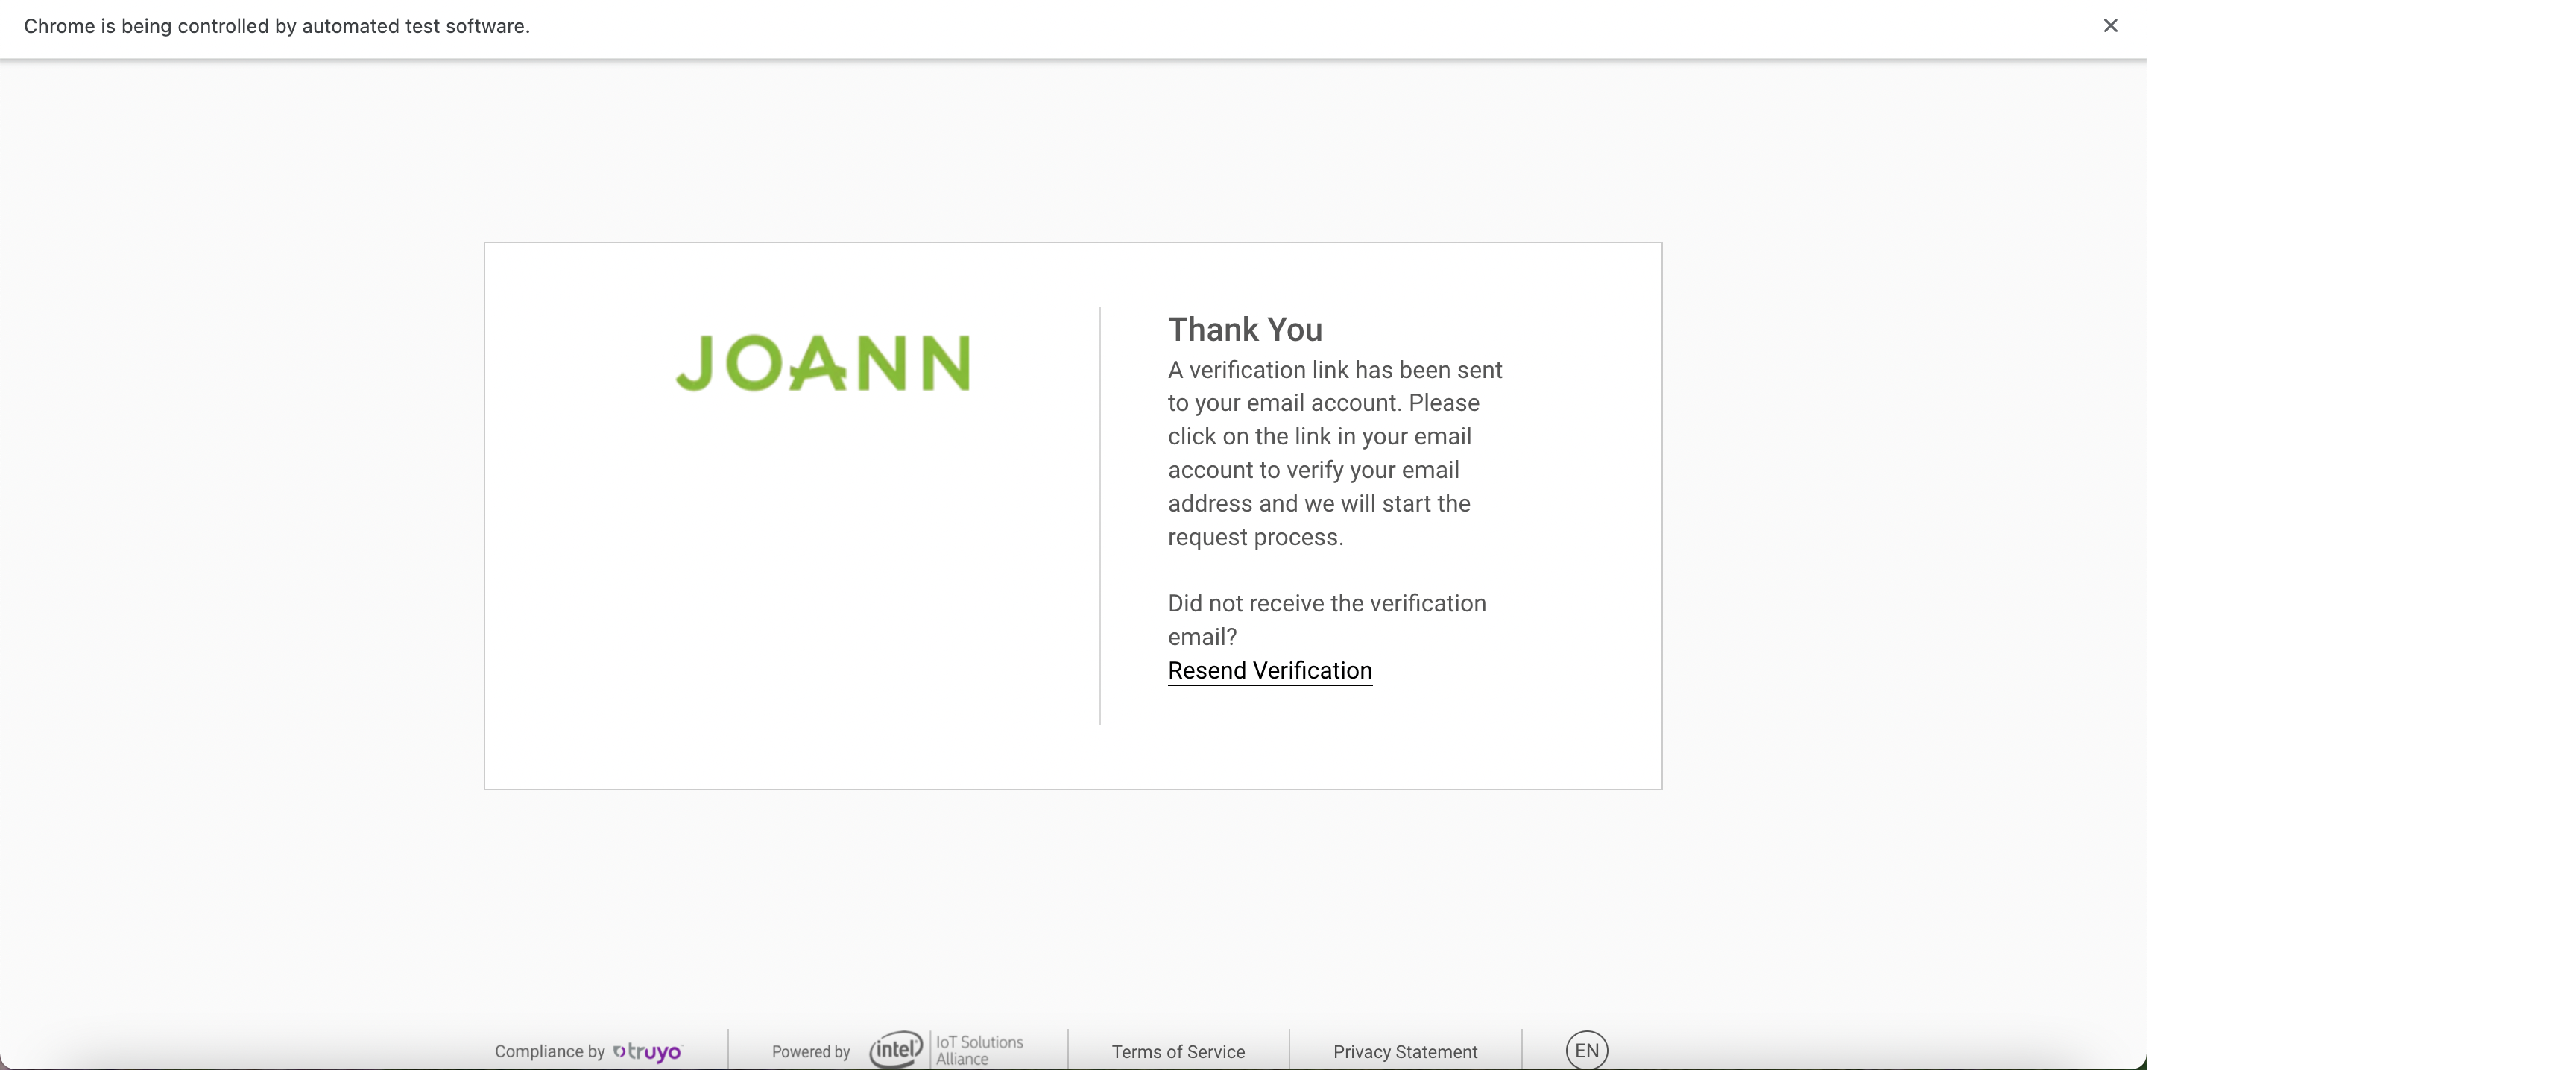 Chrome is being controlled by automated test software.
JOANN
Thank You
A verification link has been sent
to your email account. Please
click on the link in your email
account to verify your email
address and we will start the
request process.
Did not receive the verification
email?
Resend Verification
Compliance by truyo
Powered by intel IoT Solutions
Alliance
Terms of Service
Privacy Statement
EN